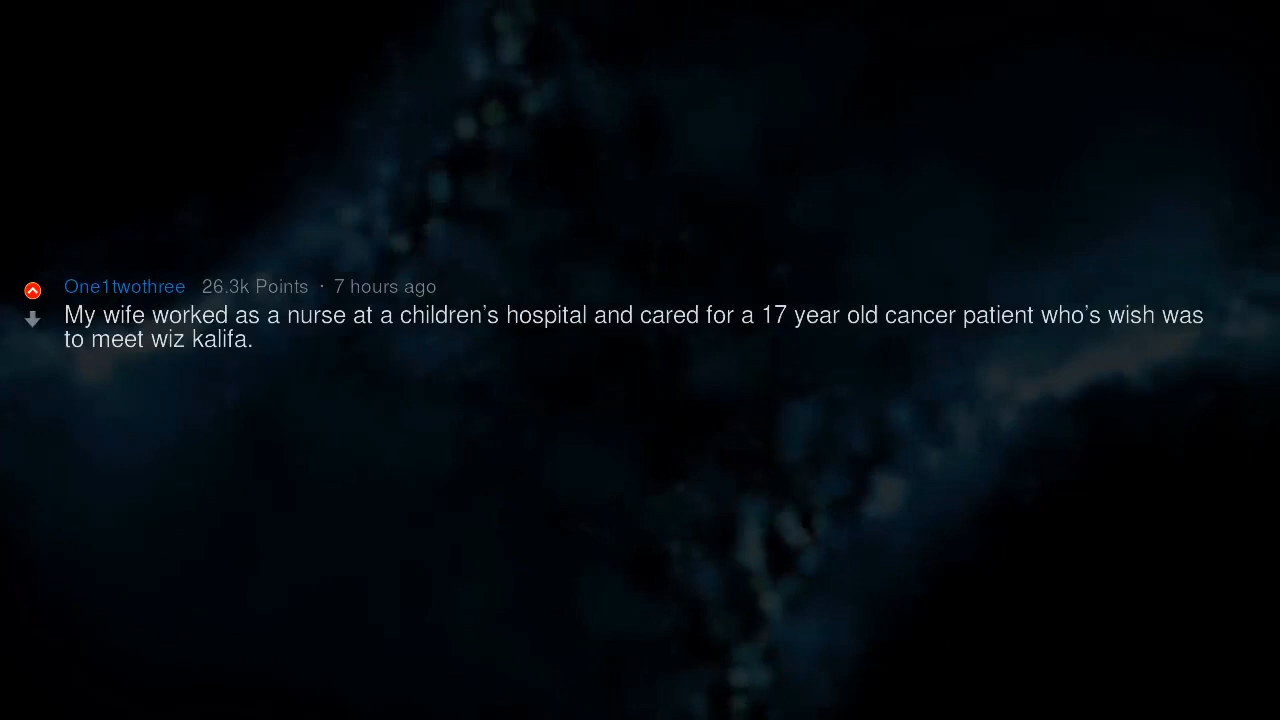 One1twothree 26.3k Points · 7 hours ago
My wife worked as a nurse at a children’s hospital and cared for a 17 year old cancer patient who’s wish was
to meet wiz kalifa.